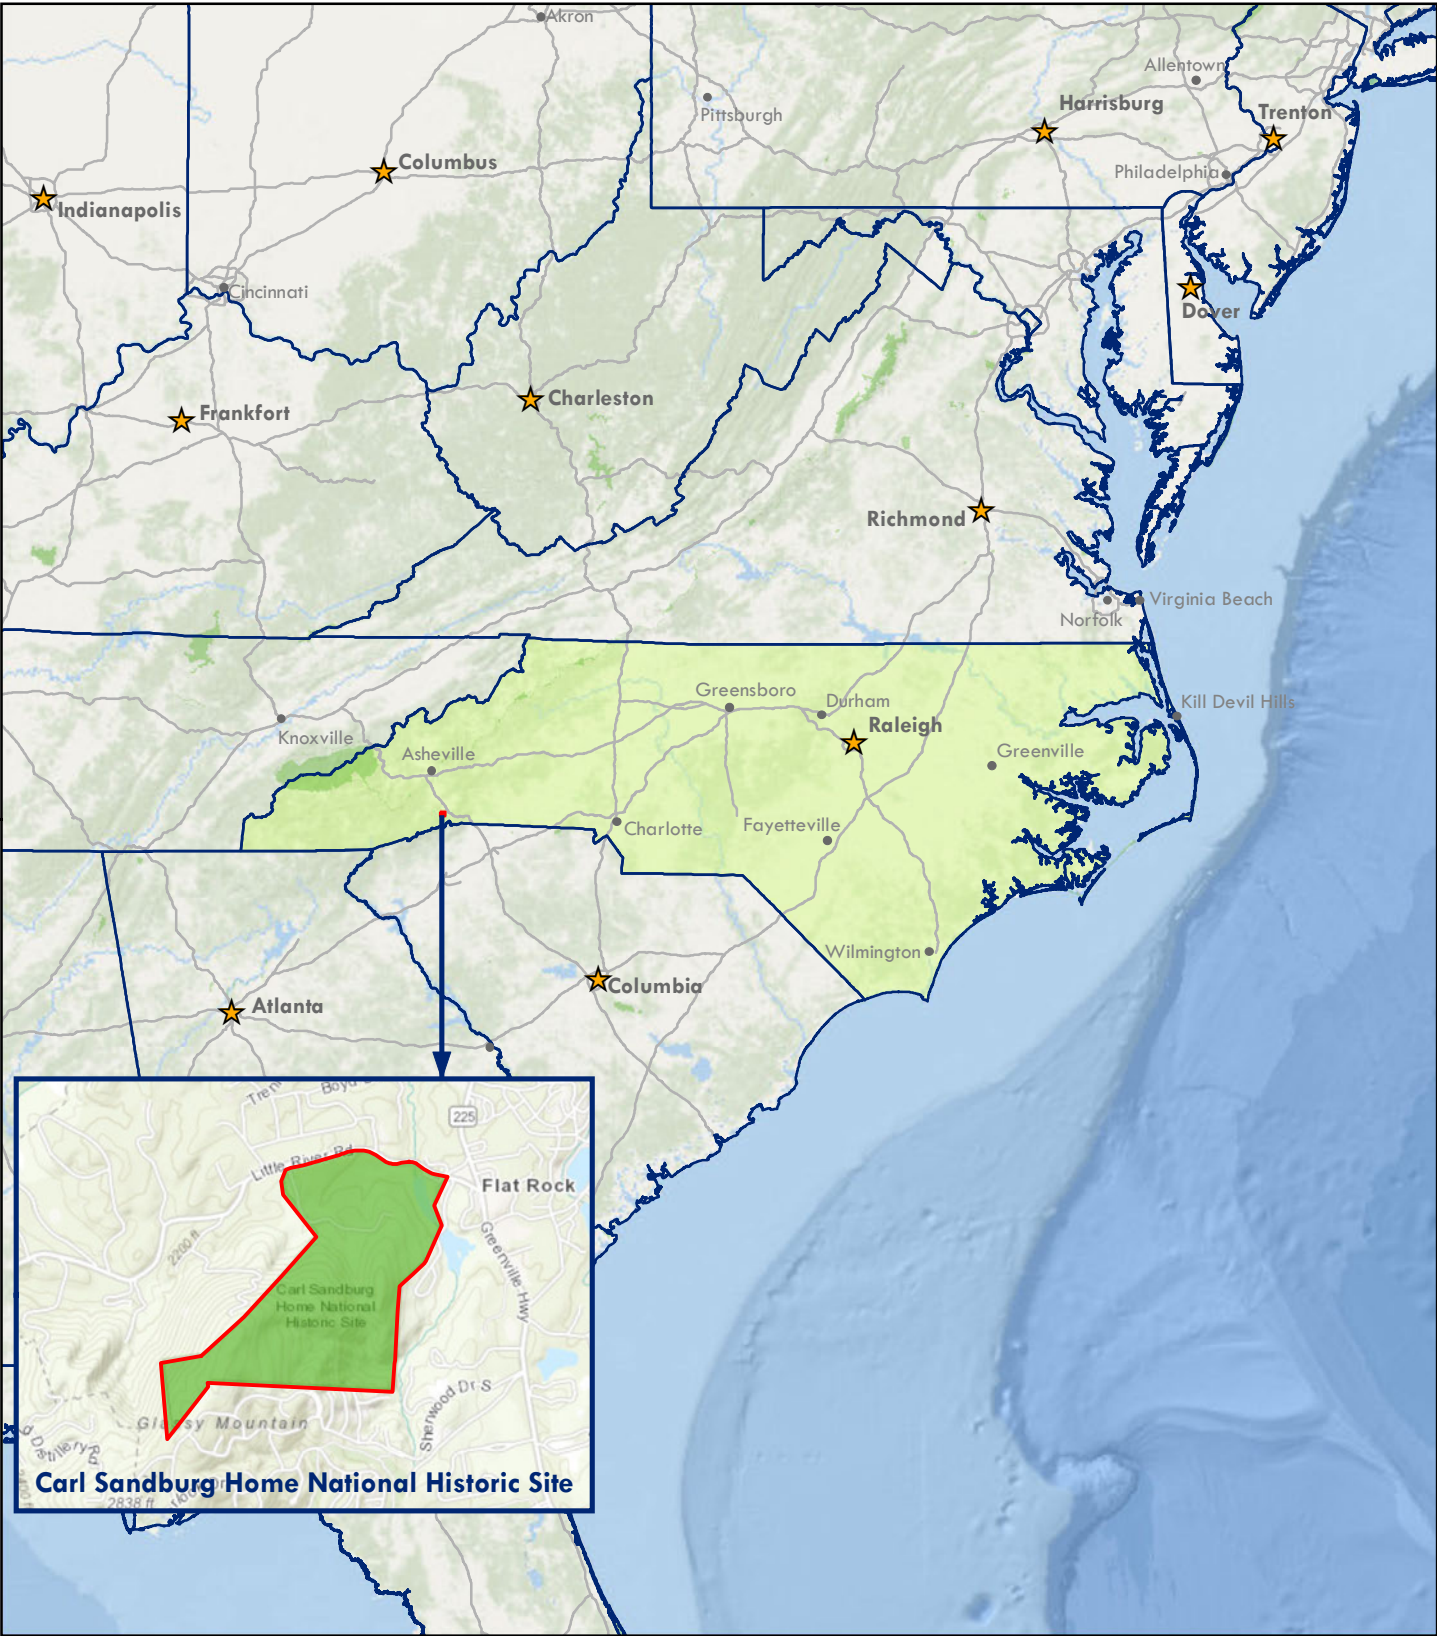 Akron
Allentown
Pittsburgh
Harrisburg
Trenton
Columbus
Philadelphia
Indianapolis
Cincinnati
Dover
Charleston
Frankfort
Richmond
Virginia Beach
Norfolk
Greensboro
Durham
Kill Devil Hills
Raleigh
Knoxville
Asheville
Greenville
Charlotte
Fayetteville
Wilmington
Columbia
Atlanta
225
Little River Rd
Flat Rock
2200 ft
Greenville Hwy
Carl Sandburg
Home National
Historic Site
Sherwood Dr S
Glassy Mountain
Carl Sandburg Home National Historic Site
2838 ft